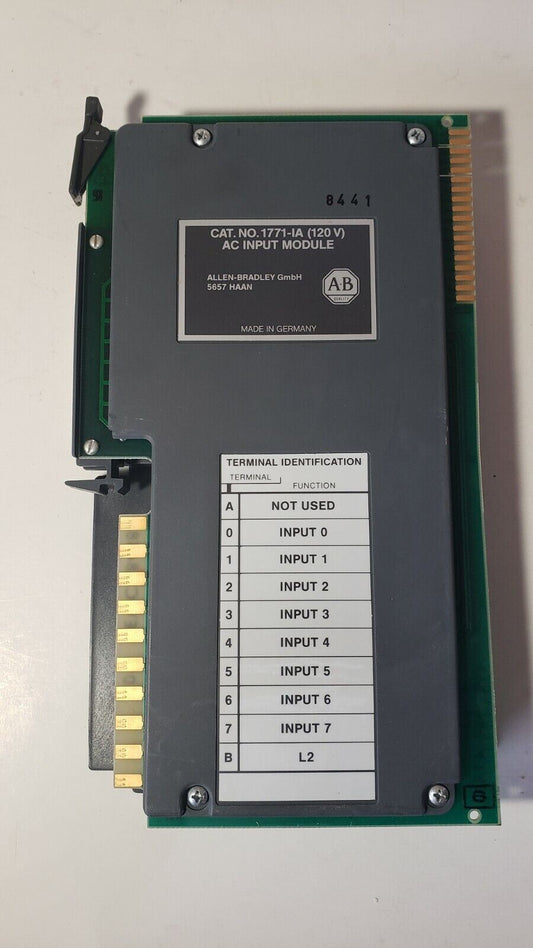 8441
CAT. NO. 1771-IA (120 V)
AC INPUT MODULE
ALLEN-BRADLEY GmbH
5657 HAAN
A-B
QUALITY
MADE IN GERMANY
TERMINAL IDENTIFICATION
TERMINAL
FUNCTION
A NOT USED
0 INPUT 0
1 INPUT 1
2 INPUT 2
3 INPUT 3
4 INPUT 4
5 INPUT 5
6 INPUT 6
7 INPUT 7
B L2